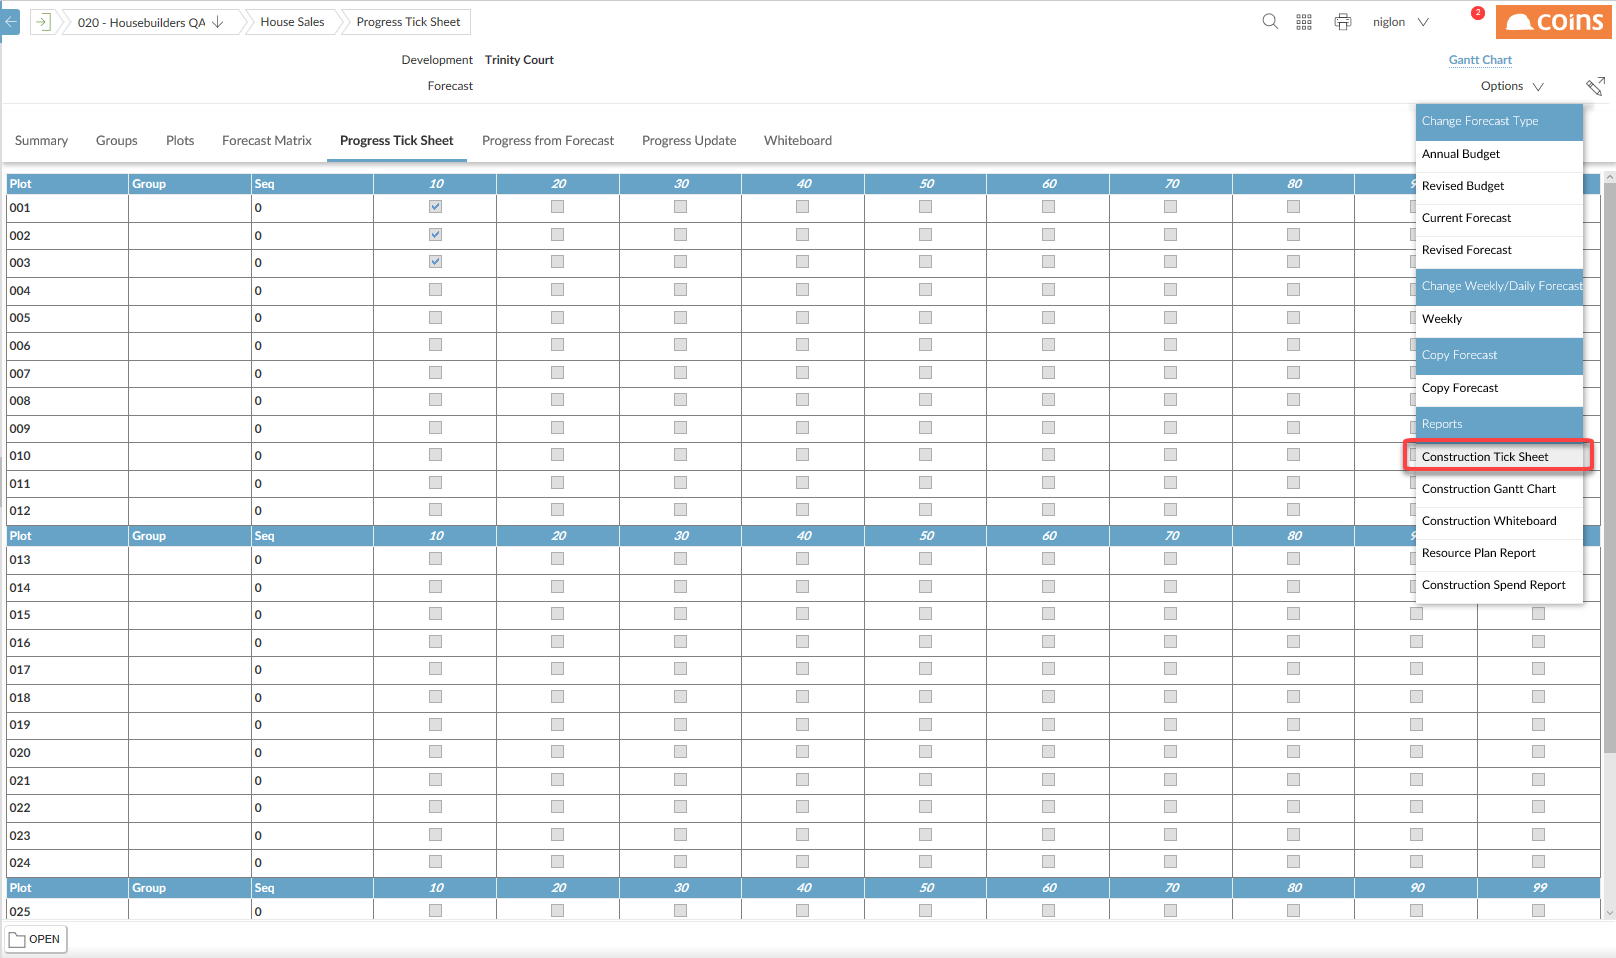 020 - Housebuilders QA
House Sales
Progress Tick Sheet
niglon
2
coins
Development Trinity Court
Gantt Chart
Forecast
Options
Summary Groups Plots Forecast Matrix Progress Tick Sheet Progress from Forecast Progress Update Whiteboard
Change Forecast Type
Annual Budget
Revised Budget
Current Forecast
Revised Forecast
Change Weekly/Daily Forecast
Weekly
Copy Forecast
Copy Forecast
Reports
Construction Tick Sheet
Construction Gantt Chart
Construction Whiteboard
Resource Plan Report
Construction Spend Report
Plot Group Seq 10 20 30 40 50 60 70 80
001 0
002 0
003 0
004 0
005 0
006 0
007 0
008 0
009 0
010 0
011 0
012 0
Plot Group Seq 10 20 30 40 50 60 70 80
013 0
014 0
015 0
016 0
017 0
018 0
019 0
020 0
021 0
022 0
023 0
024 0
Plot Group Seq 10 20 30 40 50 60 70 80 90 99
025 0
OPEN